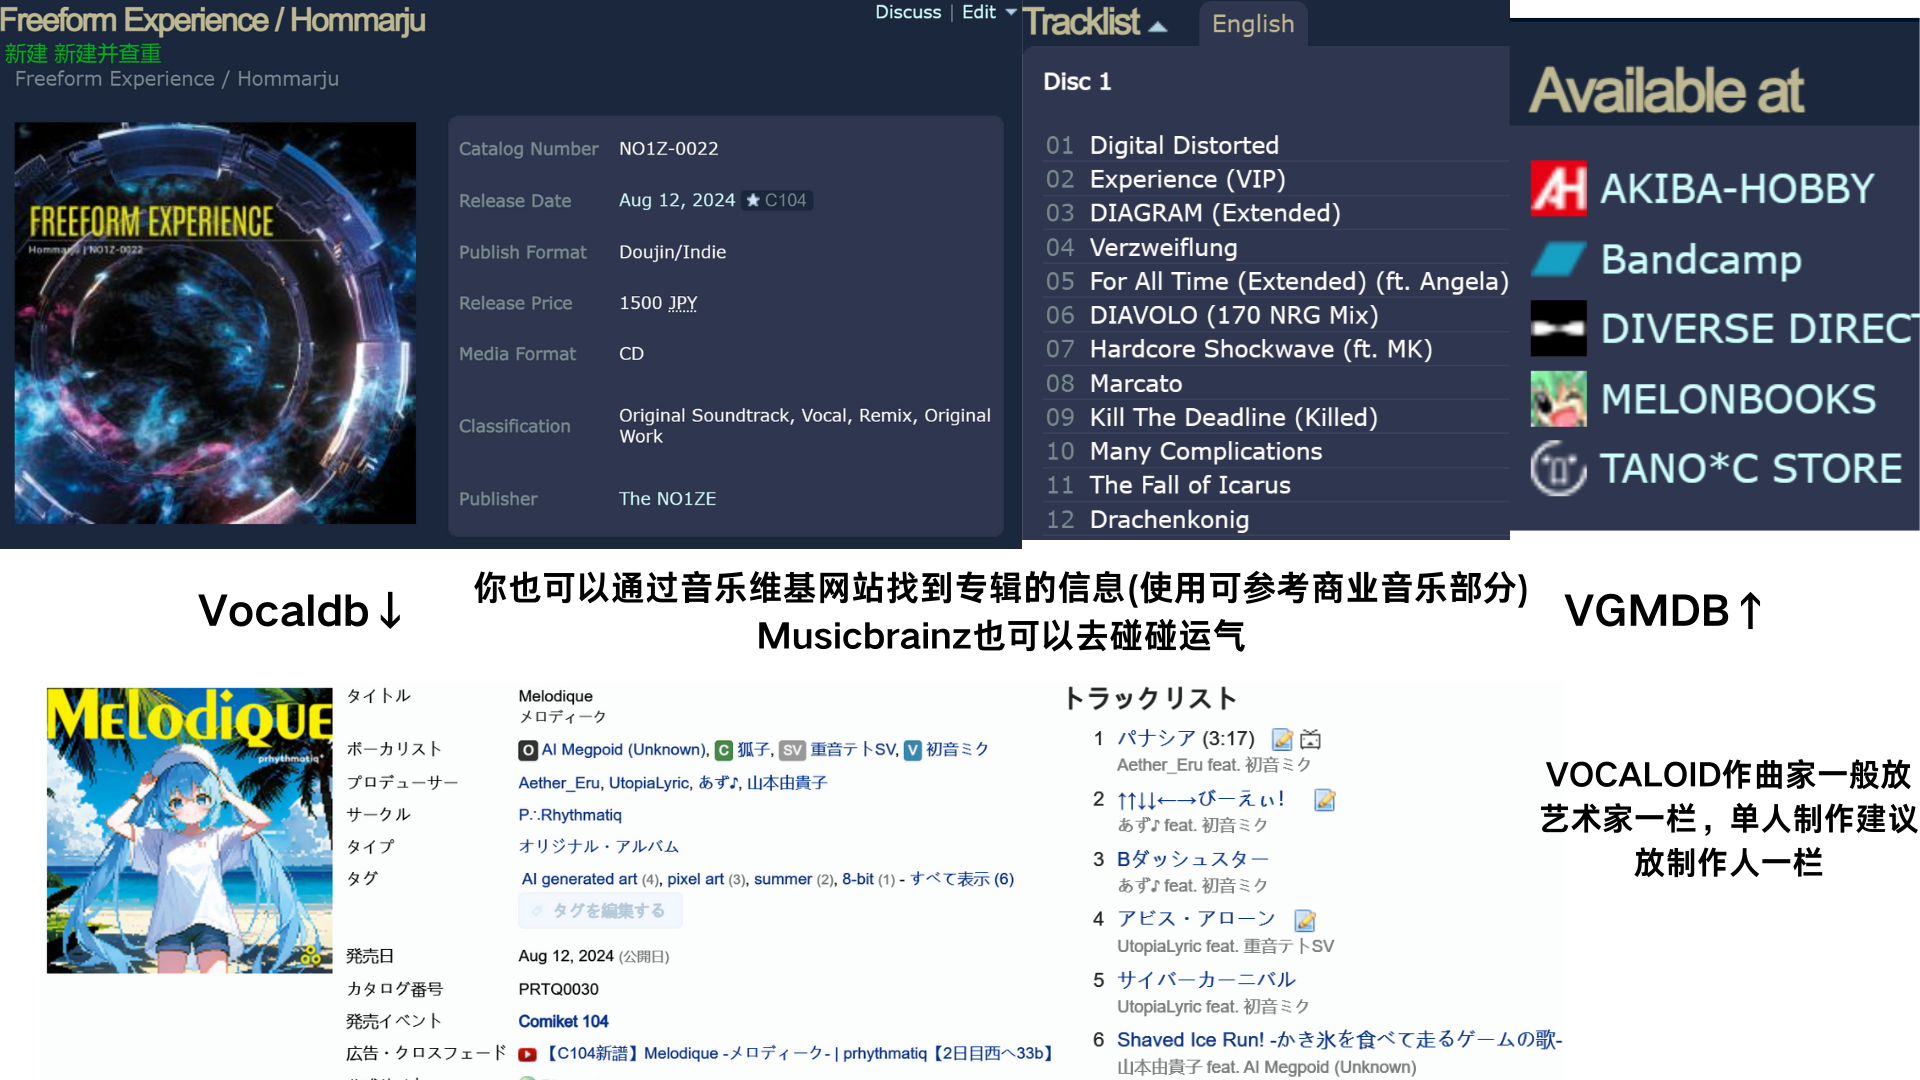 Freeform Experience / Hommarju
Discuss | Edit
新建 新建并查重
Freeform Experience / Hommarju
FREEFORM EXPERIENCE
Hommarju | NO1Z-0022
Catalog Number NO1Z-0022
Release Date Aug 12, 2024 ★ C104
Publish Format Doujin/Indie
Release Price 1500 JPY
Media Format CD
Classification Original Soundtrack, Vocal, Remix, Original
Work
Publisher The NO1ZE
Tracklist English
Disc 1
01 Digital Distorted
02 Experience (VIP)
03 DIAGRAM (Extended)
04 Verzweiflung
05 For All Time (Extended) (ft. Angela)
06 DIAVOLO (170 NRG Mix)
07 Hardcore Shockwave (ft. MK)
08 Marcato
09 Kill The Deadline (Killed)
10 Many Complications
11 The Fall of Icarus
12 Drachenkonig
Available at
AH AKIBA-HOBBY
Bandcamp
DIVERSE DIRECT
MELONBOOKS
TANO*C STORE
Vocaldb↓
你也可以通过音乐维基网站找到专辑的信息(使用可参考商业音乐部分)
Musicbrainz也可以去碰碰运气
VGMDB↑
Melodique
prhythmatiq
タイトル Melodique
メロディーク
ボーカリスト O AI Megpoid (Unknown), C 狐子, SV 重音テトSV, V 初音ミク
プロデューサー Aether_Eru, UtopiaLyric, あず♪, 山本由貴子
サークル P∴Rhythmatiq
タイプ オリジナル・アルバム
タグ AI generated art (4), pixel art (3), summer (2), 8-bit (1) - すべて表示 (6)
タグを編集する
発売日 Aug 12, 2024 (公開日)
カタログ番号 PRTQ0030
発売イベント Comiket 104
広告・クロスフェード 【C104新譜】Melodique -メロディーク- | prhythmatiq【2日目西へ33b】
トラックリスト
1 パナシア (3:17)
Aether_Eru feat. 初音ミク
2 ↑↑↓↓←→びーえぃ!
あず♪ feat. 初音ミク
3 Bダッシュスター
あず♪ feat. 初音ミク
4 アビス・アローン
UtopiaLyric feat. 重音テトSV
5 サイバーカーニバル
UtopiaLyric feat. 初音ミク
6 Shaved Ice Run! -かき氷を食べて走るゲームの歌-
山本由貴子 feat. AI Megpoid (Unknown)
VOCALOID作曲家一般放
艺术家一栏，单人制作建议
放制作人一栏